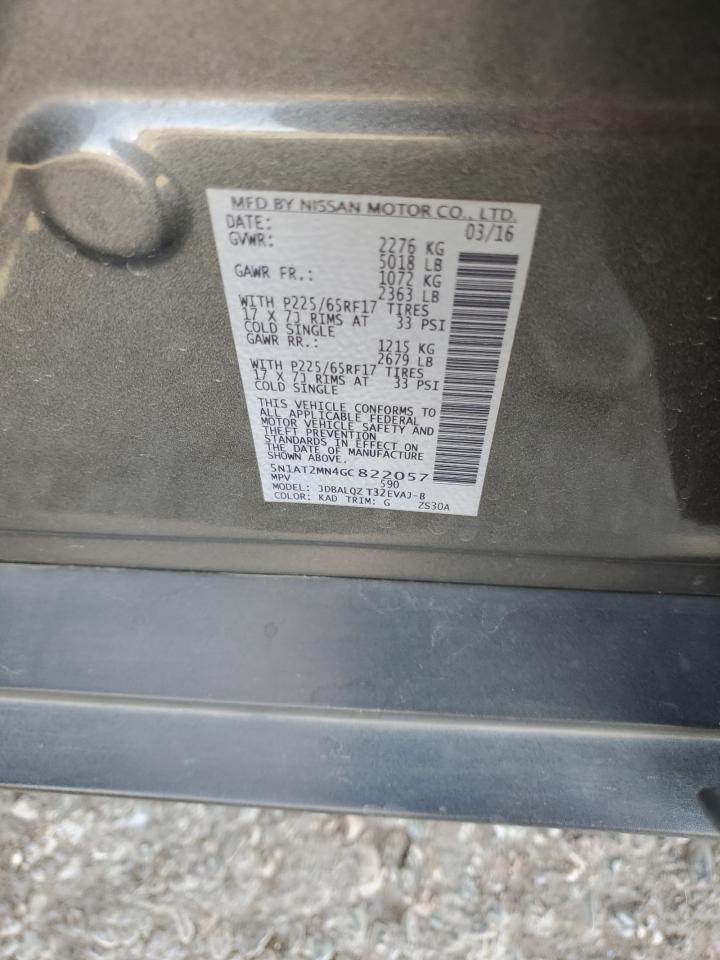 MFD BY NISSAN MOTOR CO., LTD.
DATE: 03/16
GVWR: 2276 KG
5018 LB
GAWR FR.: 1072 KG
2363 LB
WITH P225/65RF17 TIRES
17 X 7J RIMS AT 33 PSI
COLD SINGLE
GAWR RR.: 1215 KG
2679 LB
WITH P225/65RF17 TIRES
17 X 7J RIMS AT 33 PSI
COLD SINGLE
THIS VEHICLE CONFORMS TO
ALL APPLICABLE FEDERAL
MOTOR VEHICLE SAFETY AND
THEFT PREVENTION
STANDARDS IN EFFECT ON
THE DATE OF MANUFACTURE
SHOWN ABOVE.
5N1AT2MN4GC822057
MPV 590
MODEL: JDBALQZ T32EVAJ-B
COLOR: KAD TRIM: G ZS30A